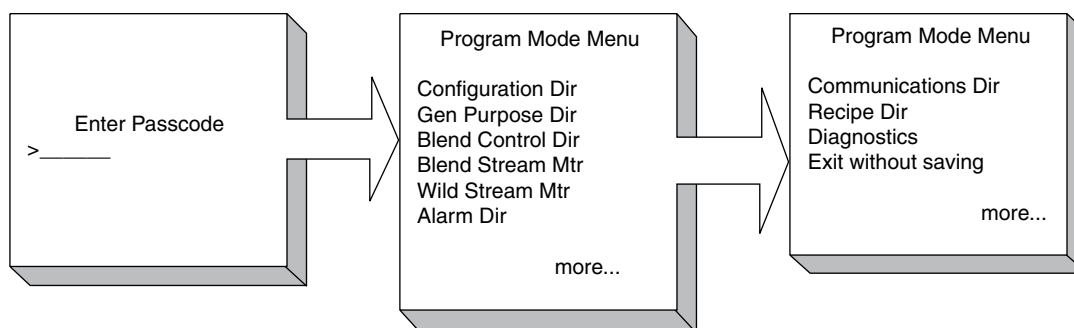 Enter Passcode
>______
Program Mode Menu
Configuration Dir
Gen Purpose Dir
Blend Control Dir
Blend Stream Mtr
Wild Stream Mtr
Alarm Dir
more...
Program Mode Menu
Communications Dir
Recipe Dir
Diagnostics
Exit without saving
more...